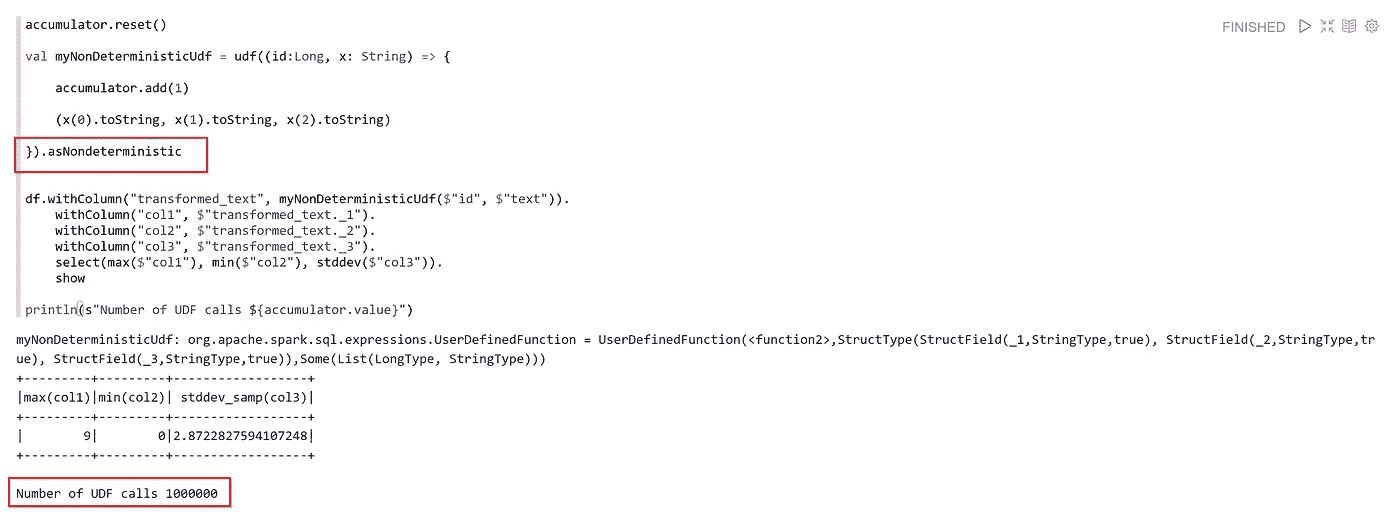 accumulator.reset()
FINISHED
val myNonDeterministicUdf = udf((id:Long, x: String) => {
accumulator.add(1)
(x(0).toString, x(1).toString, x(2).toString)
}).asNondeterministic
df.withColumn("transformed_text", myNonDeterministicUdf($"id", $"text")).
withColumn("col1", $"transformed_text._1").
withColumn("col2", $"transformed_text._2").
withColumn("col3", $"transformed_text._3").
select(max($"col1"), min($"col2"), stddev($"col3")).
show
println(s"Number of UDF calls ${accumulator.value}")
myNonDeterministicUdf: org.apache.spark.sql.expressions.UserDefinedFunction = UserDefinedFunction(<function2>,StructType(StructField(_1,StringType,true), StructField(_2,StringType,tr
ue), StructField(_3,StringType,true)),Some(List(LongType, StringType)))
+---------+---------+------------------+
|max(col1)|min(col2)| stddev_samp(col3)|
+---------+---------+------------------+
|        9|        0|2.8722827594107248|
+---------+---------+------------------+
Number of UDF calls 1000000